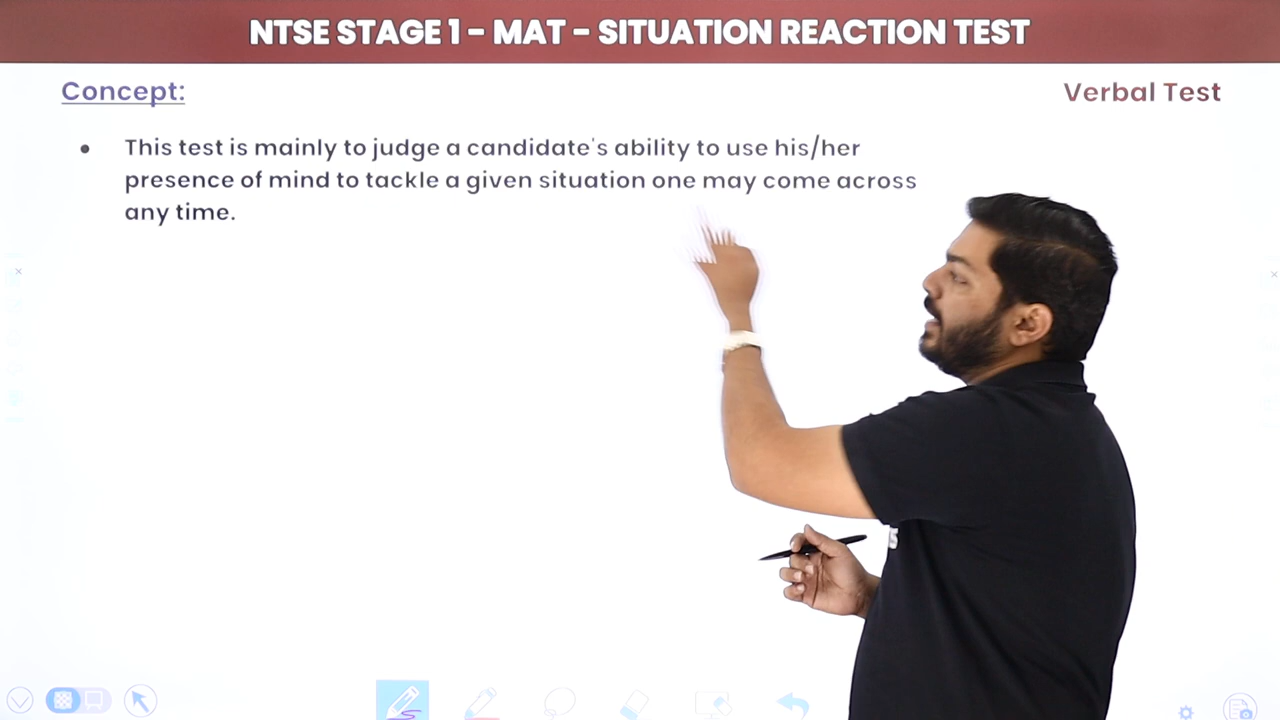 NTSE STAGE 1 - MAT - SITUATION REACTION TEST
Concept:
Verbal Test
• This test is mainly to judge a candidate's ability to use his/her
presence of mind to tackle a given situation one may come across
any time.